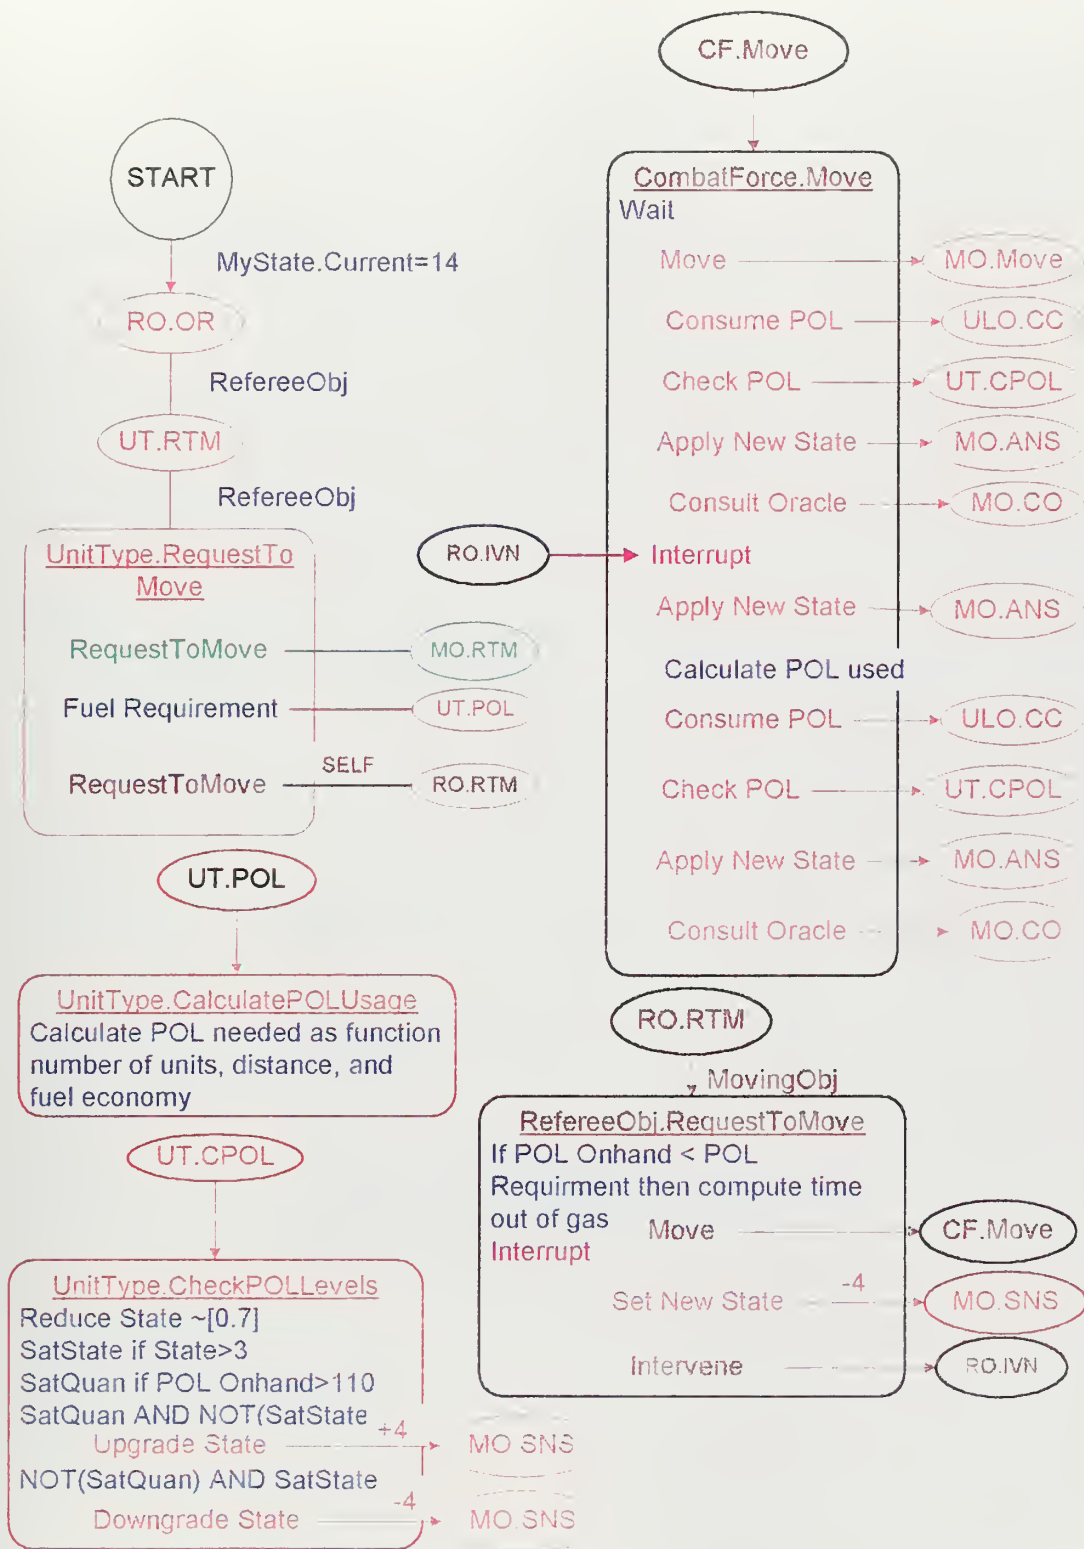 START
MyState.Current=14
RO.OR
RefereeObj
UT.RTM
RefereeObj
UnitType.RequestTo
Move
RequestToMove
MO.RTM
Fuel Requirement
UT.POL
RequestToMove
SELF
RO.RTM
UT.POL
UnitType.CalculatePOLUsage
Calculate POL needed as function
number of units, distance, and
fuel economy
UT.CPOL
UnitType.CheckPOLLevels
Reduce State ~[0.7]
SatState if State>3
SatQuan if POL Onhand>110
SatQuan AND NOT(SatState
Upgrade State
+4
MO.SNS
NOT(SatQuan) AND SatState
Downgrade State
-4
MO.SNS
CF.Move
CombatForce.Move
Wait
Move
MO.Move
Consume POL
ULO.CC
Check POL
UT.CPOL
Apply New State
MO.ANS
Consult Oracle
MO.CO
RO.IVN
Interrupt
Apply New State
MO.ANS
Calculate POL used
Consume POL
ULO.CC
Check POL
UT.CPOL
Apply New State
MO.ANS
Consult Oracle
MO.CO
RO.RTM
MovingObj
RefereeObj.RequestToMove
If POL Onhand < POL
Requirment then compute time
out of gas
Move
CF.Move
Interrupt
Set New State
-4
MO.SNS
Intervene
RO.IVN